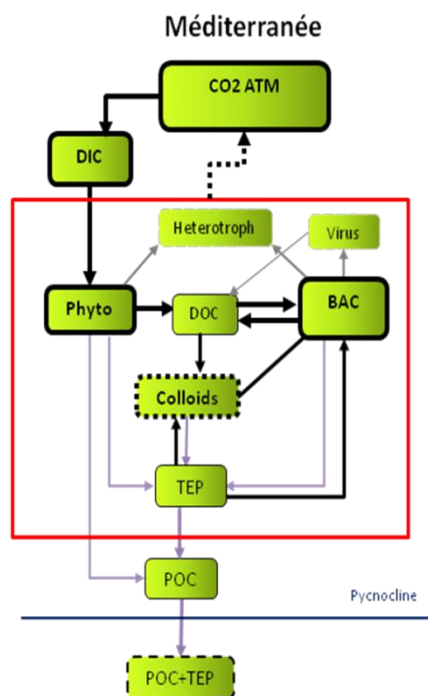 Méditerranée
CO2 ATM
DIC
Heterotroph
Virus
Phyto
DOC
BAC
Colloids
TEP
POC
Pycnocline
POC+TEP